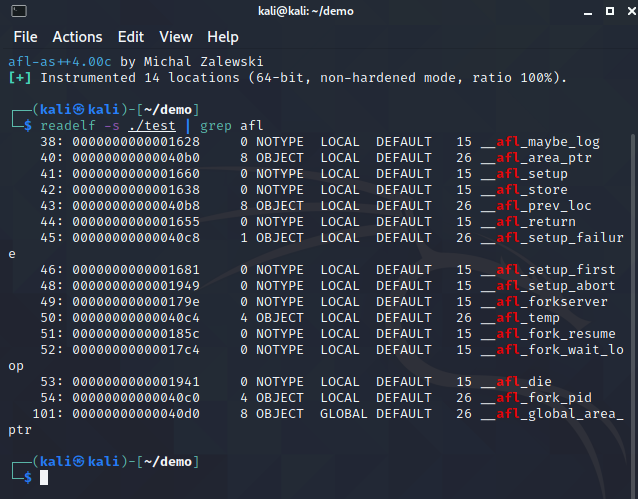 kali@kali: ~/demo
File Actions Edit View Help
afl-as++4.00c by Michal Zalewski
[+] Instrumented 14 locations (64-bit, non-hardened mode, ratio 100%).
┌──(kali㉿kali)-[~/demo]
└─$ readelf -s ./test | grep afl
38: 0000000000001628 0 NOTYPE LOCAL DEFAULT 15 __afl_maybe_log
40: 00000000000040b0 8 OBJECT LOCAL DEFAULT 26 __afl_area_ptr
41: 0000000000001660 0 NOTYPE LOCAL DEFAULT 15 __afl_setup
42: 0000000000001638 0 NOTYPE LOCAL DEFAULT 15 __afl_store
43: 00000000000040b8 8 OBJECT LOCAL DEFAULT 26 __afl_prev_loc
44: 0000000000001655 0 NOTYPE LOCAL DEFAULT 15 __afl_return
45: 00000000000040c8 1 OBJECT LOCAL DEFAULT 26 __afl_setup_failur
e
46: 0000000000001681 0 NOTYPE LOCAL DEFAULT 15 __afl_setup_first
48: 0000000000001949 0 NOTYPE LOCAL DEFAULT 15 __afl_setup_abort
49: 000000000000179e 0 NOTYPE LOCAL DEFAULT 15 __afl_forkserver
50: 00000000000040c4 4 OBJECT LOCAL DEFAULT 26 __afl_temp
51: 000000000000185c 0 NOTYPE LOCAL DEFAULT 15 __afl_fork_resume
52: 00000000000017c4 0 NOTYPE LOCAL DEFAULT 15 __afl_fork_wait_lo
op
53: 0000000000001941 0 NOTYPE LOCAL DEFAULT 15 __afl_die
54: 00000000000040c0 4 OBJECT LOCAL DEFAULT 26 __afl_fork_pid
101: 00000000000040d0 8 OBJECT GLOBAL DEFAULT 26 __afl_global_area_
ptr
┌──(kali㉿kali)-[~/demo]
└─$